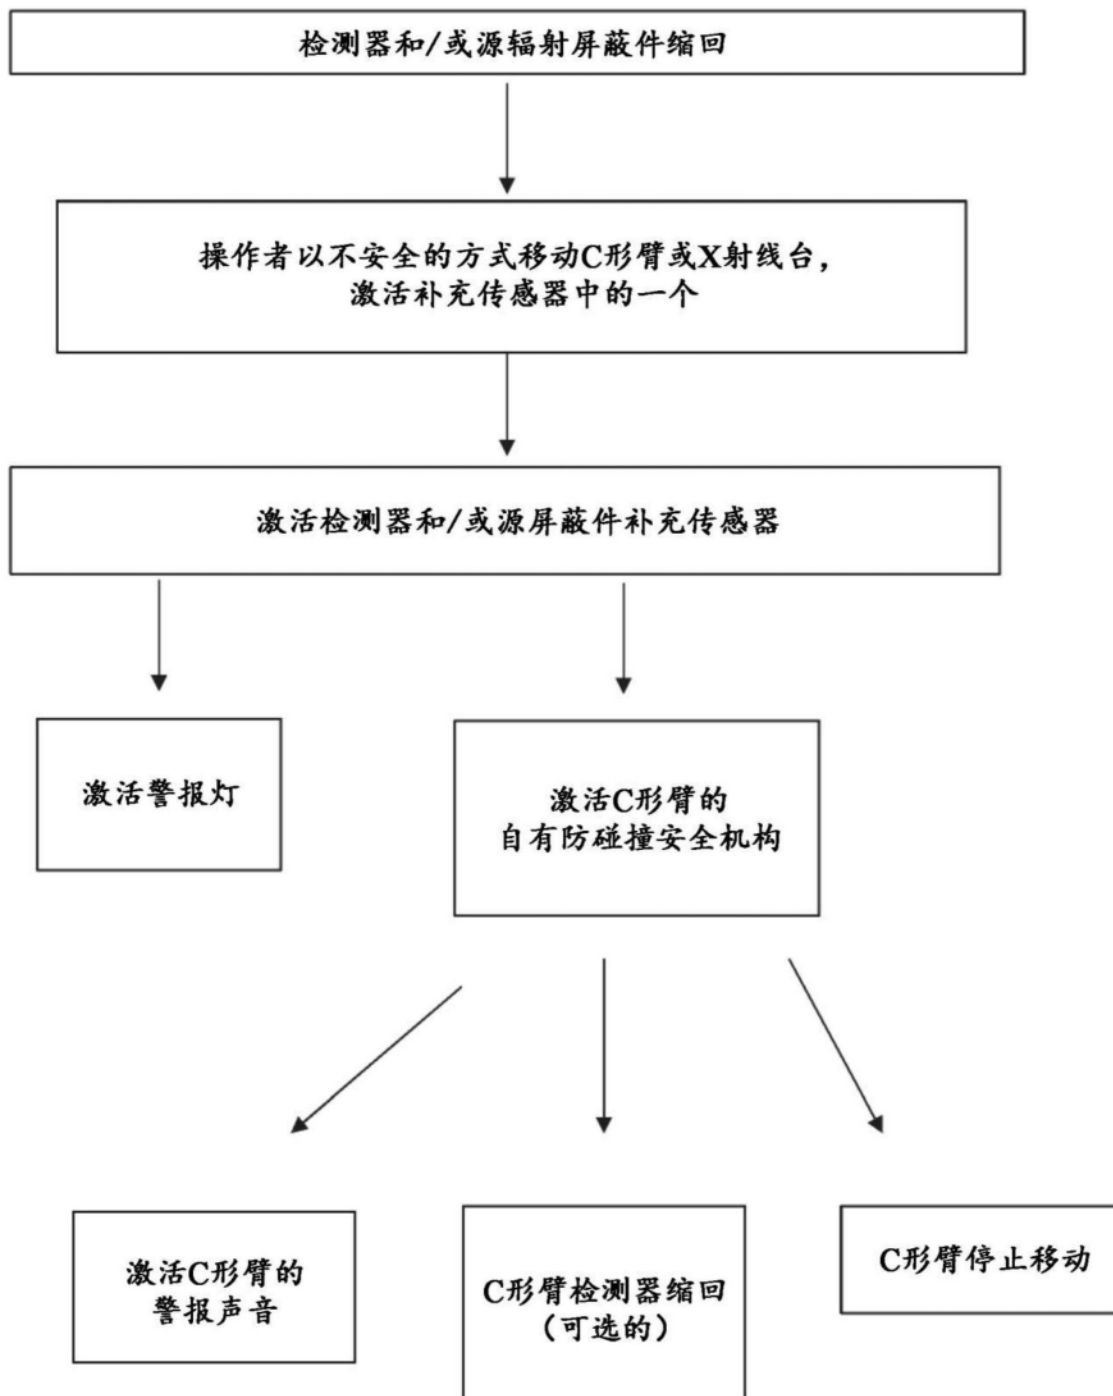 检测器和/或源辐射屏蔽件缩回
操作者以不安全的方式移动C形臂或X射线台，
激活补充传感器中的一个
激活检测器和/或源屏蔽件补充传感器
激活警报灯
激活C形臂的
自有防碰撞安全机构
激活C形臂的
警报声音
C形臂检测器缩回
（可选的）
C形臂停止移动